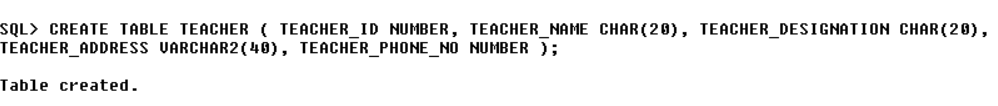 SQL> CREATE TABLE TEACHER ( TEACHER_ID NUMBER, TEACHER_NAME CHAR(20), TEACHER_DESIGNATION CHAR(20),
TEACHER_ADDRESS VARCHAR2(40), TEACHER_PHONE_NO NUMBER );
Table created.